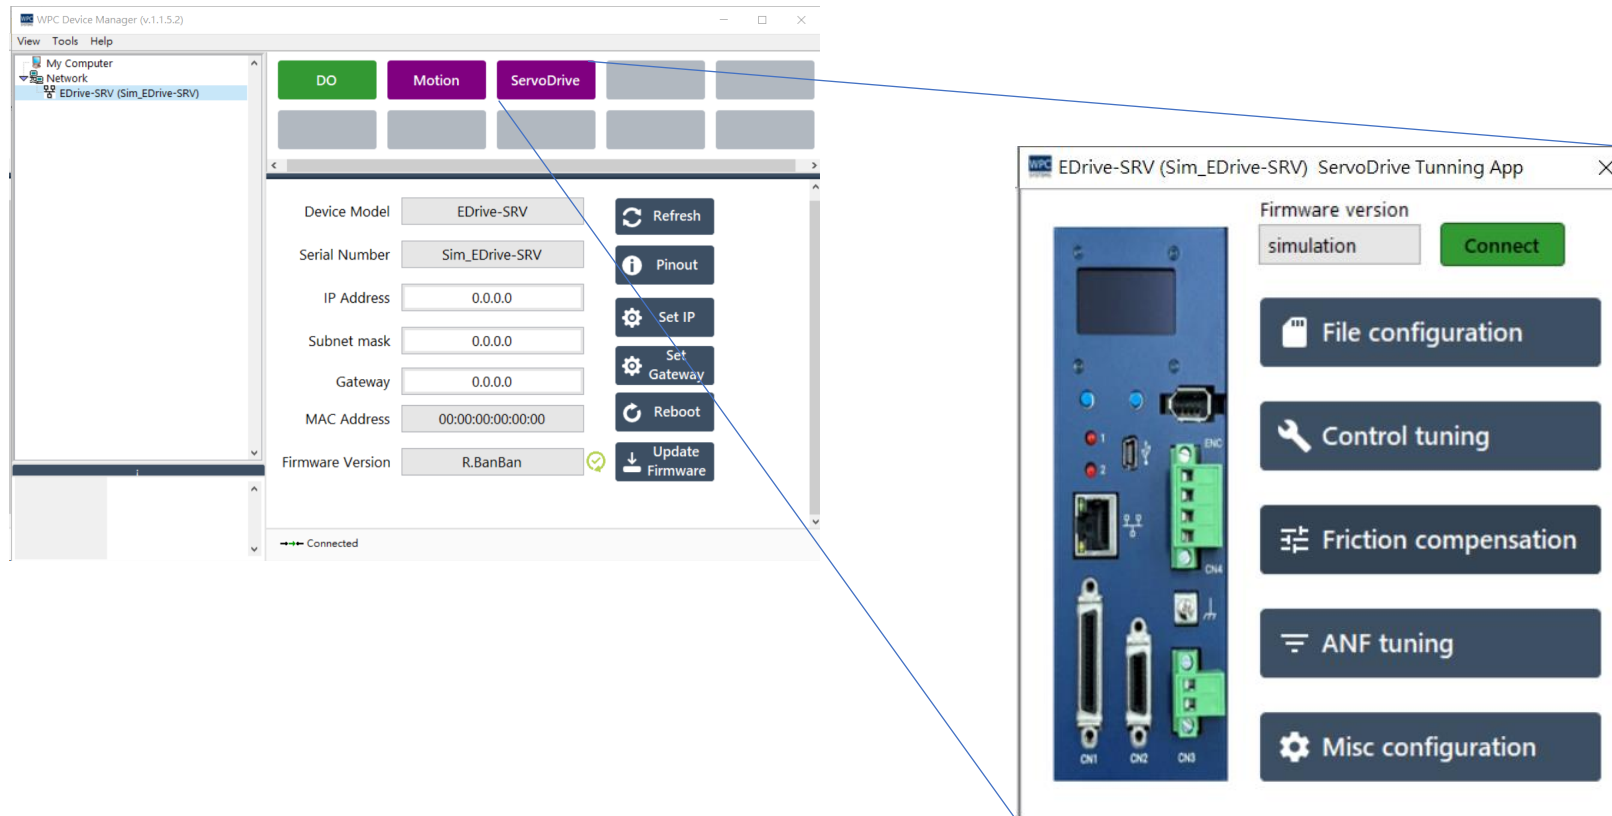 WPC WPC Device Manager (v.1.1.5.2)
View Tools Help
My Computer
Network
EDrive-SRV (Sim_EDrive-SRV)
DO Motion ServoDrive
Device Model EDrive-SRV Refresh
Serial Number Sim_EDrive-SRV Pinout
IP Address 0.0.0.0 Set IP
Subnet mask 0.0.0.0 Set Gateway
Gateway 0.0.0.0
MAC Address 00:00:00:00:00:00 Reboot
Firmware Version R.BanBan Update Firmware
Connected
WPC EDrive-SRV (Sim_EDrive-SRV) ServoDrive Tunning App
Firmware version
simulation Connect
File configuration
Control tuning
Friction compensation
ANF tuning
Misc configuration
1
ENC
2
CN4
CN1 CN2 CN3